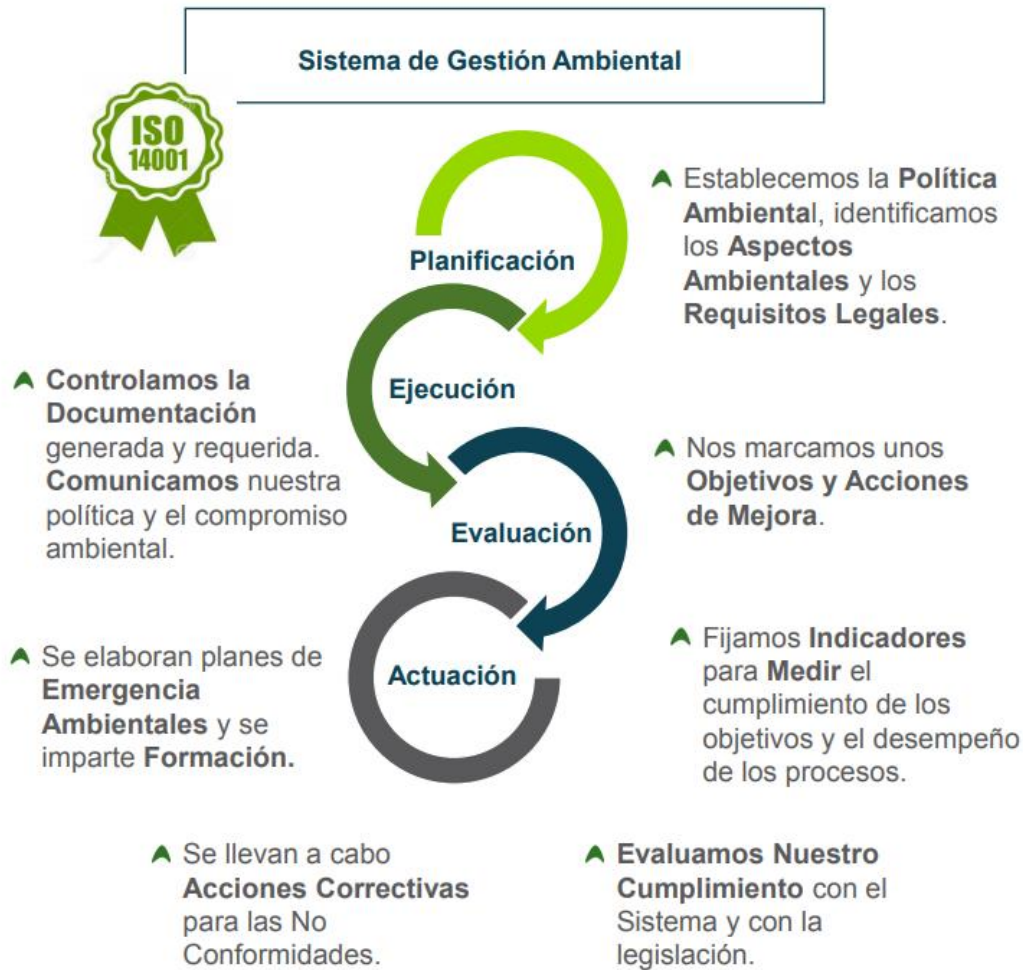 Sistema de Gestión Ambiental
ISO
14001
Planificación
Establecemos la Política
Ambiental, identificamos
los Aspectos
Ambientales y los
Requisitos Legales.
Ejecución
Controlamos la
Documentación
generada y requerida.
Comunicamos nuestra
política y el compromiso
ambiental.
Nos marcamos unos
Objetivos y Acciones
de Mejora.
Evaluación
Se elaboran planes de
Emergencia
Ambientales y se
imparte Formación.
Actuación
Fijamos Indicadores
para Medir el
cumplimiento de los
objetivos y el desempeño
de los procesos.
Se llevan a cabo
Acciones Correctivas
para las No
Conformidades.
Evaluamos Nuestro
Cumplimiento con el
Sistema y con la
legislación.